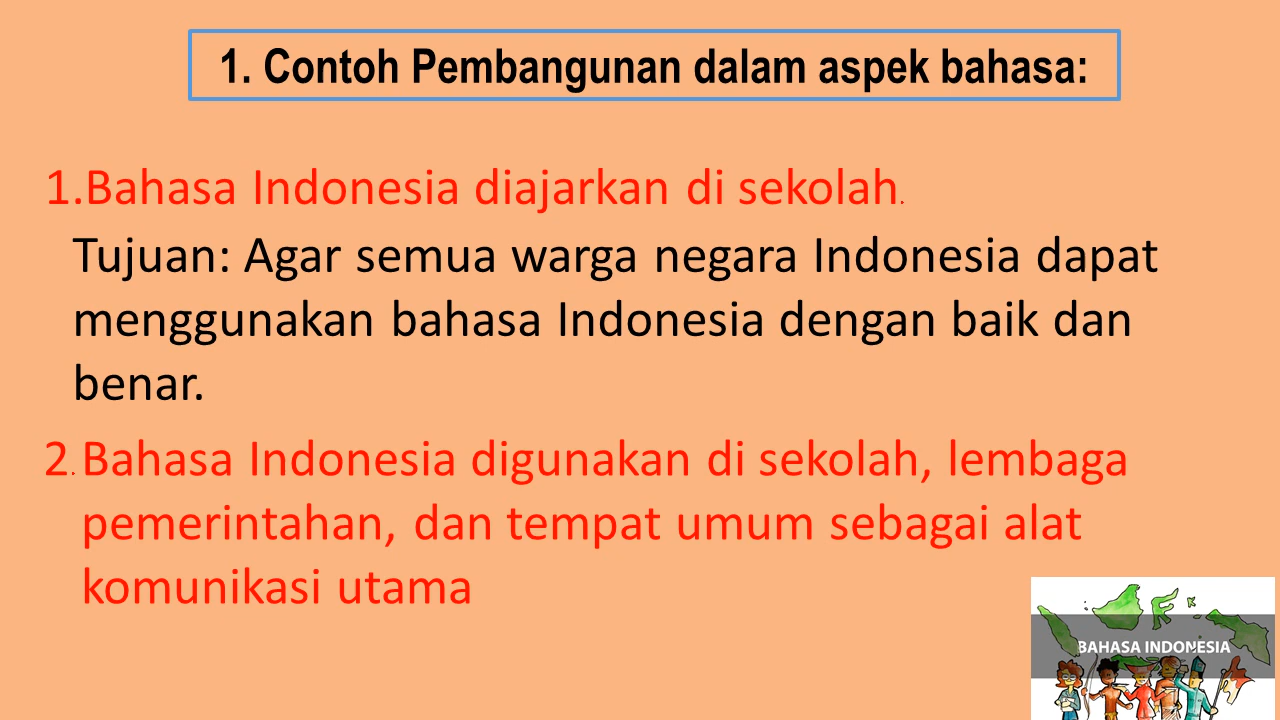 1. Contoh Pembangunan dalam aspek bahasa:
1.Bahasa Indonesia diajarkan di sekolah.
Tujuan: Agar semua warga negara Indonesia dapat
menggunakan bahasa Indonesia dengan baik dan
benar.
2. Bahasa Indonesia digunakan di sekolah, lembaga
pemerintahan, dan tempat umum sebagai alat
komunikasi utama
BAHASA INDONESIA